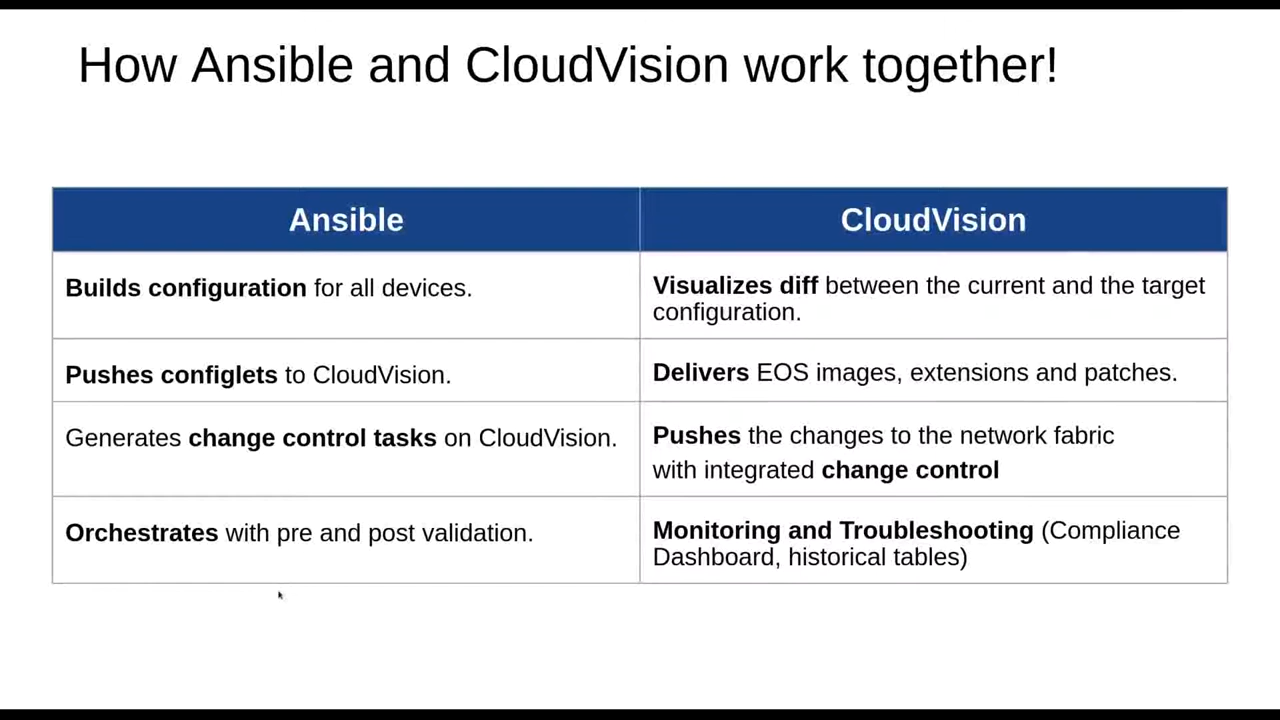 How Ansible and CloudVision work together!
Ansible
CloudVision
Builds configuration for all devices.
Visualizes diff between the current and the target
configuration.
Pushes configlets to CloudVision.
Delivers EOS images, extensions and patches.
Generates change control tasks on CloudVision.
Pushes the changes to the network fabric
with integrated change control
Orchestrates with pre and post validation.
Monitoring and Troubleshooting (Compliance
Dashboard, historical tables)